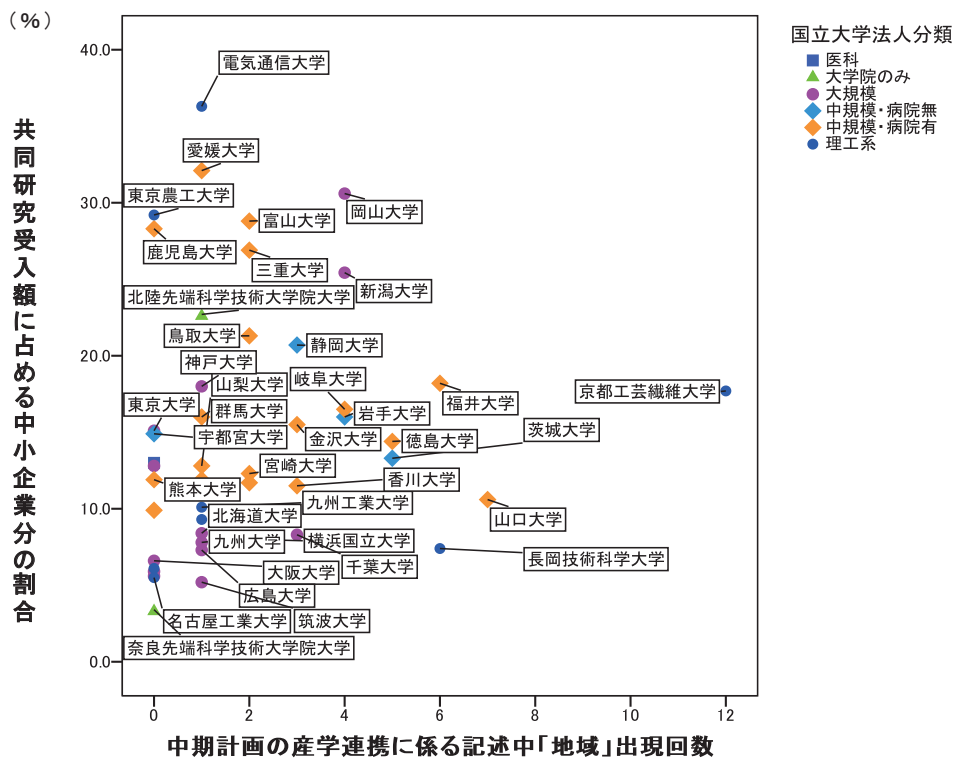 （%）
国立大学法人分類
医科
大学院のみ
大規模
中規模・病院無
中規模・病院有
理工系
共同研究受入額に占める中小企業分の割合
40.0
30.0
20.0
10.0
0.0
電気通信大学
愛媛大学
東京農工大学
岡山大学
富山大学
鹿児島大学
三重大学
新潟大学
北陸先端科学技術大学院大学
鳥取大学
静岡大学
神戸大学
山梨大学
岐阜大学
京都工芸繊維大学
福井大学
東京大学
群馬大学
岩手大学
茨城大学
宇都宮大学
金沢大学
徳島大学
宮崎大学
香川大学
熊本大学
九州工業大学
北海道大学
山口大学
九州大学
横浜国立大学
長岡技術科学大学
千葉大学
大阪大学
広島大学
名古屋工業大学
筑波大学
奈良先端科学技術大学院大学
0
2
4
6
8
10
12
中期計画の産学連携に係る記述中「地域」出現回数